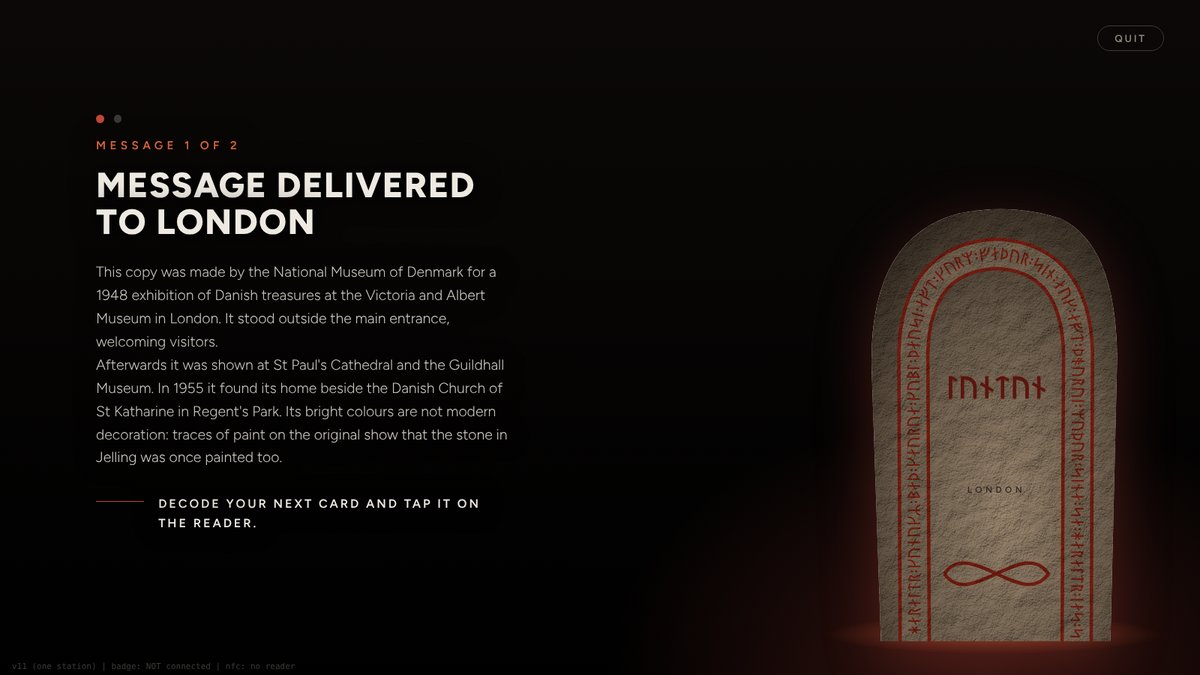 QUIT
MESSAGE 1 OF 2
MESSAGE DELIVERED
TO LONDON
This copy was made by the National Museum of Denmark for a
1948 exhibition of Danish treasures at the Victoria and Albert
Museum in London. It stood outside the main entrance,
welcoming visitors.
Afterwards it was shown at St Paul's Cathedral and the Guildhall
Museum. In 1955 it found its home beside the Danish Church of
St Katharine in Regent's Park. Its bright colours are not modern
decoration: traces of paint on the original show that the stone in
Jelling was once painted too.
DECODE YOUR NEXT CARD AND TAP IT ON
THE READER.
ᛚᚢᚾᛏᚢᚾ
LONDON
v11 (one station) | badge: NOT connected | nfc: no reader